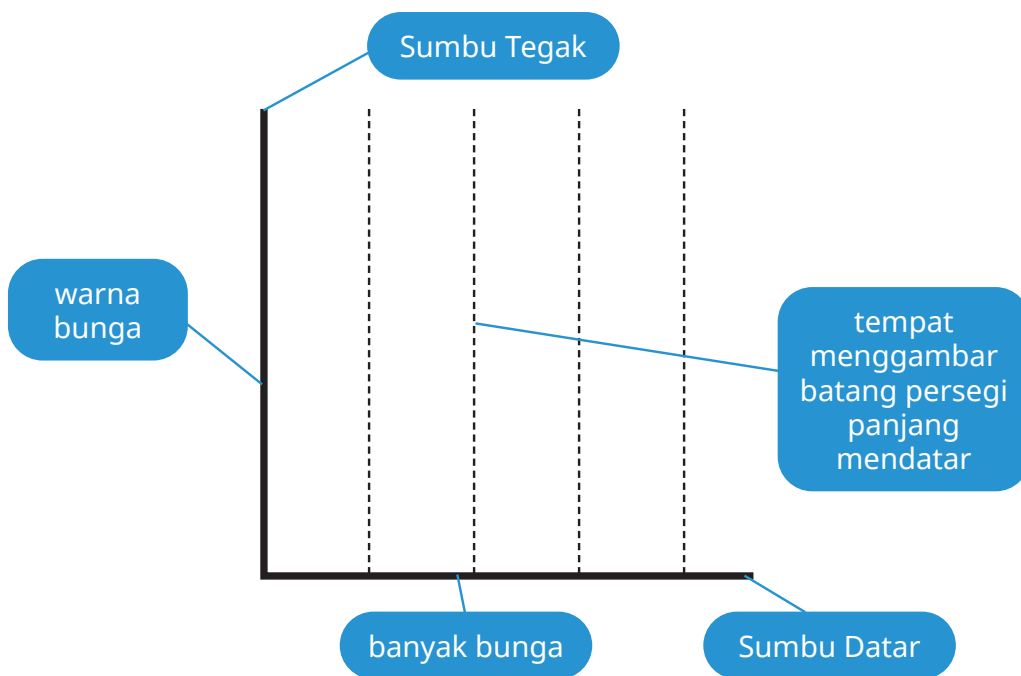 Sumbu Tegak
warna
bunga
tempat
menggambar
batang persegi
panjang
mendatar
banyak bunga
Sumbu Datar